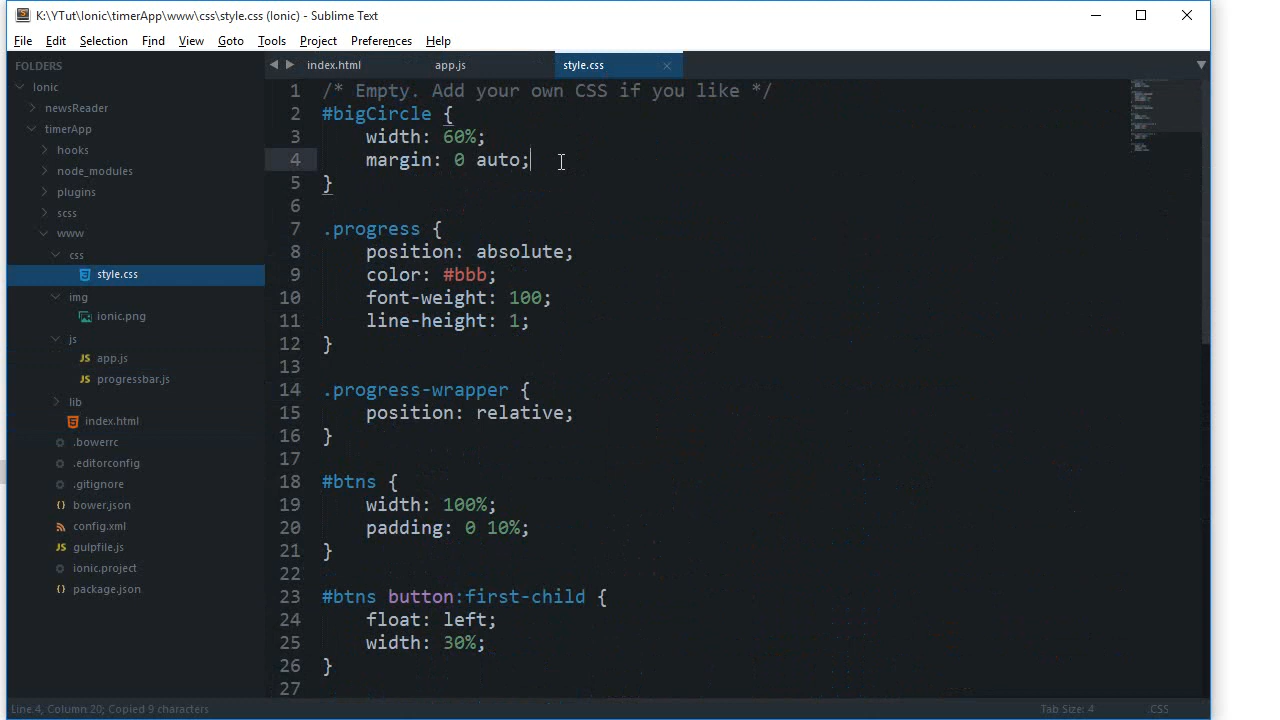 K:\YTut\Ionic\timerApp\www\css\style.css (Ionic) - Sublime Text
File Edit Selection Find View Goto Tools Project Preferences Help
FOLDERS
Ionic
newsReader
timerApp
hooks
node_modules
plugins
scss
www
css
style.css
img
ionic.png
js
JS app.js
JS progressbar.js
lib
index.html
.bowerrc
.editorconfig
.gitignore
{} bower.json
config.xml
JS gulpfile.js
ionic.project
{} package.json
index.html app.js style.css ×
1 /* Empty. Add your own CSS if you like */
2 #bigCircle {
3 width: 60%;
4 margin: 0 auto;
5 }
6
7 .progress {
8 position: absolute;
9 color: #bbb;
10 font-weight: 100;
11 line-height: 1;
12 }
13
14 .progress-wrapper {
15 position: relative;
16 }
17
18 #btns {
19 width: 100%;
20 padding: 0 10%;
21 }
22
23 #btns button:first-child {
24 float: left;
25 width: 30%;
26 }
27
Line 4, Column 20; Copied 9 characters Tab Size: 4 CSS